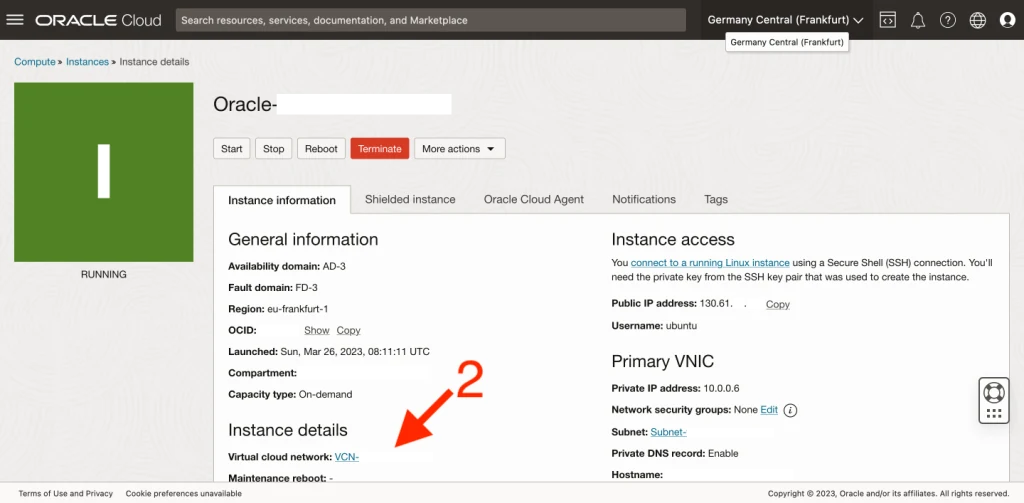 ORACLE Cloud
Search resources, services, documentation, and Marketplace
Germany Central (Frankfurt)
Germany Central (Frankfurt)
Compute » Instances » Instance details
I
RUNNING
Oracle-
Start Stop Reboot Terminate More actions
Instance information Shielded instance Oracle Cloud Agent Notifications Tags
General information
Availability domain: AD-3
Fault domain: FD-3
Region: eu-frankfurt-1
OCID: Show Copy
Launched: Sun, Mar 26, 2023, 08:11:11 UTC
Compartment:
Capacity type: On-demand
2
Instance details
Virtual cloud network: VCN-
Maintenance reboot: -
Instance access
You connect to a running Linux instance using a Secure Shell (SSH) connection. You'll
need the private key from the SSH key pair that was used to create the instance.
Public IP address: 130.61. . Copy
Username: ubuntu
Primary VNIC
Private IP address: 10.0.0.6
Network security groups: None Edit i
Subnet: Subnet-
Private DNS record: Enable
Hostname:
Terms of Use and Privacy Cookie preferences unavailable
Copyright © 2023, Oracle and/or its affiliates. All rights reserved.